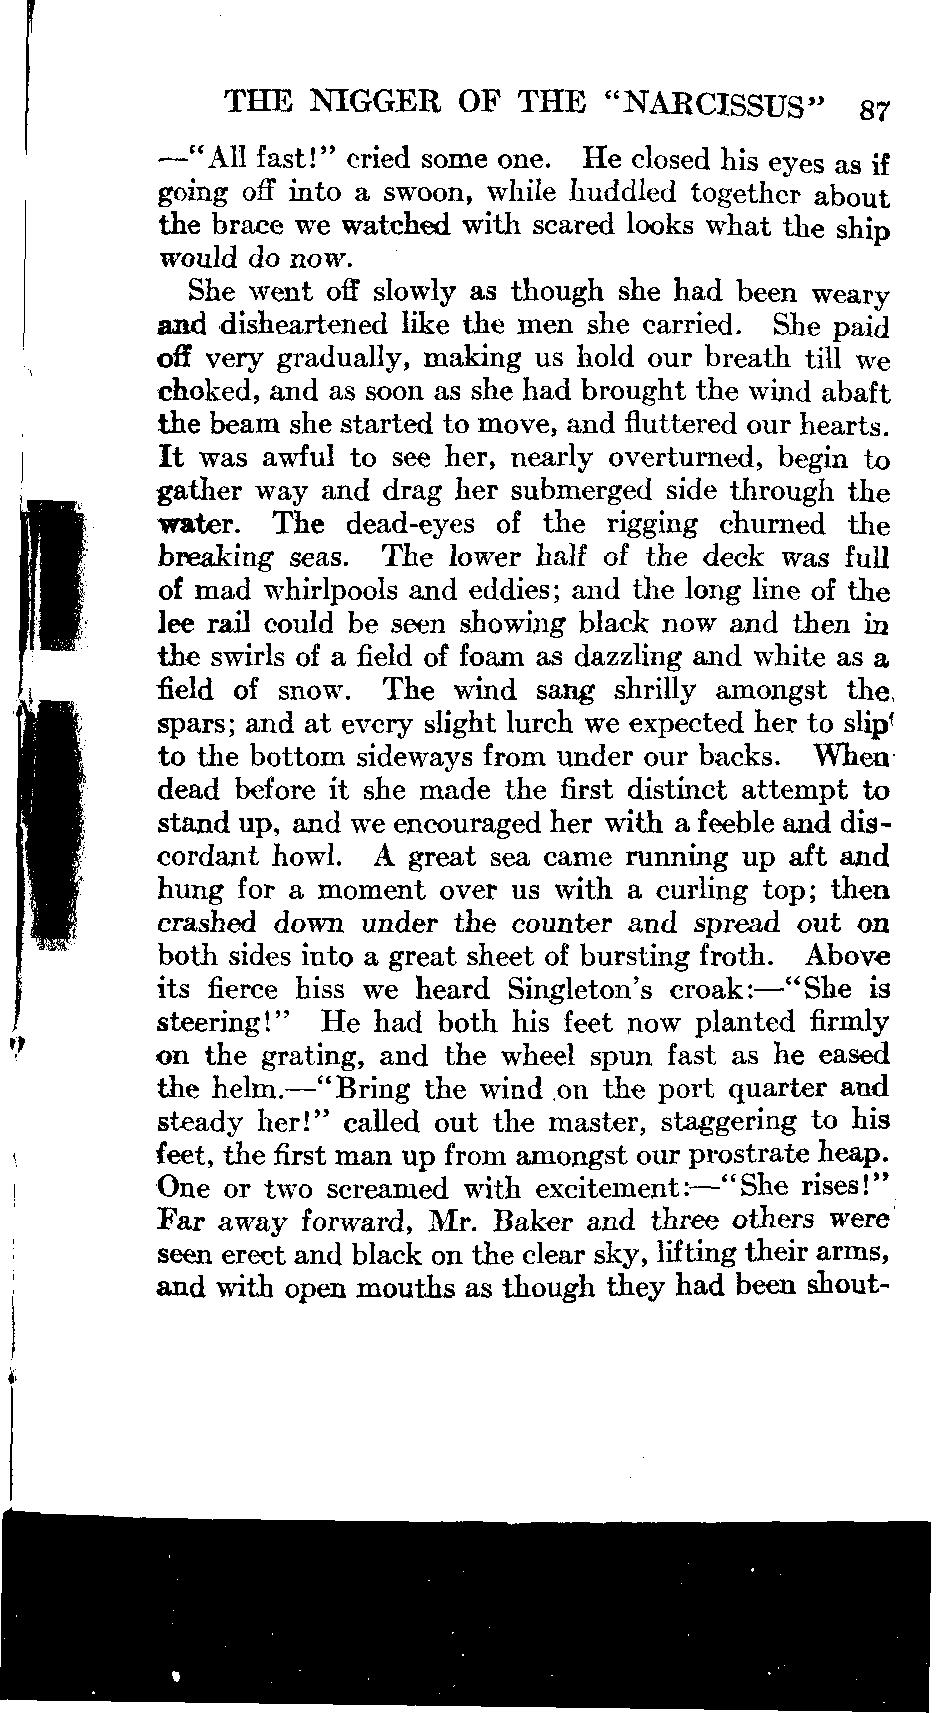 THE NIGGER OF THE “NARCISSUS” 87
—“All fast!” cried some one. He closed his eyes as if
going off into a swoon, while huddled together about
the brace we watched with scared looks what the ship
would do now.
She went off slowly as though she had been weary
and disheartened like the men she carried. She paid
off very gradually, making us hold our breath till we
choked, and as soon as she had brought the wind abaft
the beam she started to move, and fluttered our hearts.
It was awful to see her, nearly overturned, begin to
gather way and drag her submerged side through the
water. The dead-eyes of the rigging churned the
breaking seas. The lower half of the deck was full
of mad whirlpools and eddies; and the long line of the
lee rail could be seen showing black now and then in
the swirls of a field of foam as dazzling and white as a
field of snow. The wind sang shrilly amongst the
spars; and at every slight lurch we expected her to slip
to the bottom sideways from under our backs. When
dead before it she made the first distinct attempt to
stand up, and we encouraged her with a feeble and dis-
cordant howl. A great sea came running up aft and
hung for a moment over us with a curling top; then
crashed down under the counter and spread out on
both sides into a great sheet of bursting froth. Above
its fierce hiss we heard Singleton’s croak:—“She is
steering!” He had both his feet now planted firmly
on the grating, and the wheel spun fast as he eased
the helm.—“Bring the wind on the port quarter and
steady her!” called out the master, staggering to his
feet, the first man up from amongst our prostrate heap.
One or two screamed with excitement:—“She rises!”
Far away forward, Mr. Baker and three others were
seen erect and black on the clear sky, lifting their arms,
and with open mouths as though they had been shout-